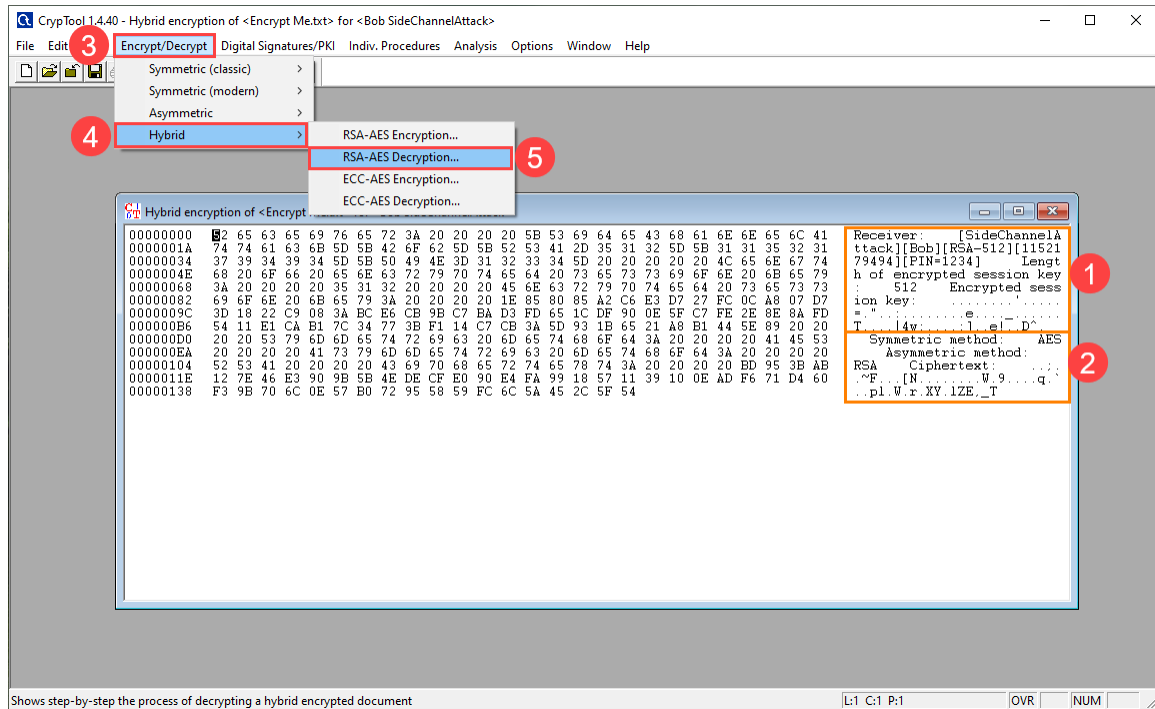 CrypTool 1.4.40 - Hybrid encryption of <Encrypt Me.txt> for <Bob SideChannelAttack>
File Edit 3 Encrypt/Decrypt Digital Signatures/PKI Indiv. Procedures Analysis Options Window Help
Symmetric (classic)
Symmetric (modern)
Asymmetric
4 Hybrid
RSA-AES Encryption...
RSA-AES Decryption... 5
ECC-AES Encryption...
ECC-AES Decryption...
Hybrid encryption of <Encrypt
00000000 52 65 63 65 69 76 65 72 3A 20 20 20 20 5B 53 69 64 65 43 68 61 6E 6E 65 6C 41 Receiver: [SideChannelA
0000001A 74 74 61 63 6B 5D 5B 42 6F 62 5D 5B 52 53 41 2D 35 31 32 5D 5B 31 31 35 32 31 ttack][Bob][RSA-512][11521
00000034 37 39 34 39 34 5D 5B 50 49 4E 3D 31 32 33 34 5D 20 20 20 20 20 4C 65 6E 67 74 79494][PIN=1234] Lengt
0000004E 68 20 6F 66 20 65 6E 63 72 79 70 74 65 64 20 73 65 73 73 69 6F 6E 20 6B 65 79 h of encrypted session key
00000068 3A 20 20 20 20 35 31 32 20 20 20 20 20 45 6E 63 72 79 70 74 65 64 20 73 65 73 73 : 512 Encrypted sess
00000082 69 6F 6E 20 6B 65 79 3A 20 20 20 20 1E 85 80 85 A2 C6 E3 D7 27 FC 0C A8 07 D7 ion key: .........'.....
0000009C 3D 18 22 C9 08 3A BC E6 CB 9B C7 BA D3 FD 65 1C DF 90 0E 5F C7 FE 2E 8E 8A FD =."..:........e...._......
000000B6 54 11 E1 CA B1 7C 34 77 3B F1 14 C7 CB 3A 5D 93 1B 65 21 A8 B1 44 5E 89 20 20 T....|4w;....:]..e!..D^.
000000D0 20 20 53 79 6D 6D 65 74 72 69 63 20 6D 65 74 68 6F 64 3A 20 20 20 20 41 45 53 Symmetric method: AES
000000EA 20 20 20 20 41 73 79 6D 6D 65 74 72 69 63 20 6D 65 74 68 6F 64 3A 20 20 20 20 Asymmetric method:
00000104 52 53 41 20 20 20 20 43 69 70 68 65 72 74 65 78 74 3A 20 20 20 20 BD 95 3B AB RSA Ciphertext: ..;.
0000011E 12 7E 46 E3 90 9B 5B 4E DE CF E0 90 E4 FA 99 18 57 11 39 10 0E AD F6 71 D4 60 .~F...[N........W.9....q.`
00000138 F3 9B 70 6C 0E 57 B0 72 95 58 59 FC 6C 5A 45 2C 5F 54 ..pl.W.r.XY.lZE,_T
1
2
Shows step-by-step the process of decrypting a hybrid encrypted document L:1 C:1 P:1 OVR NUM